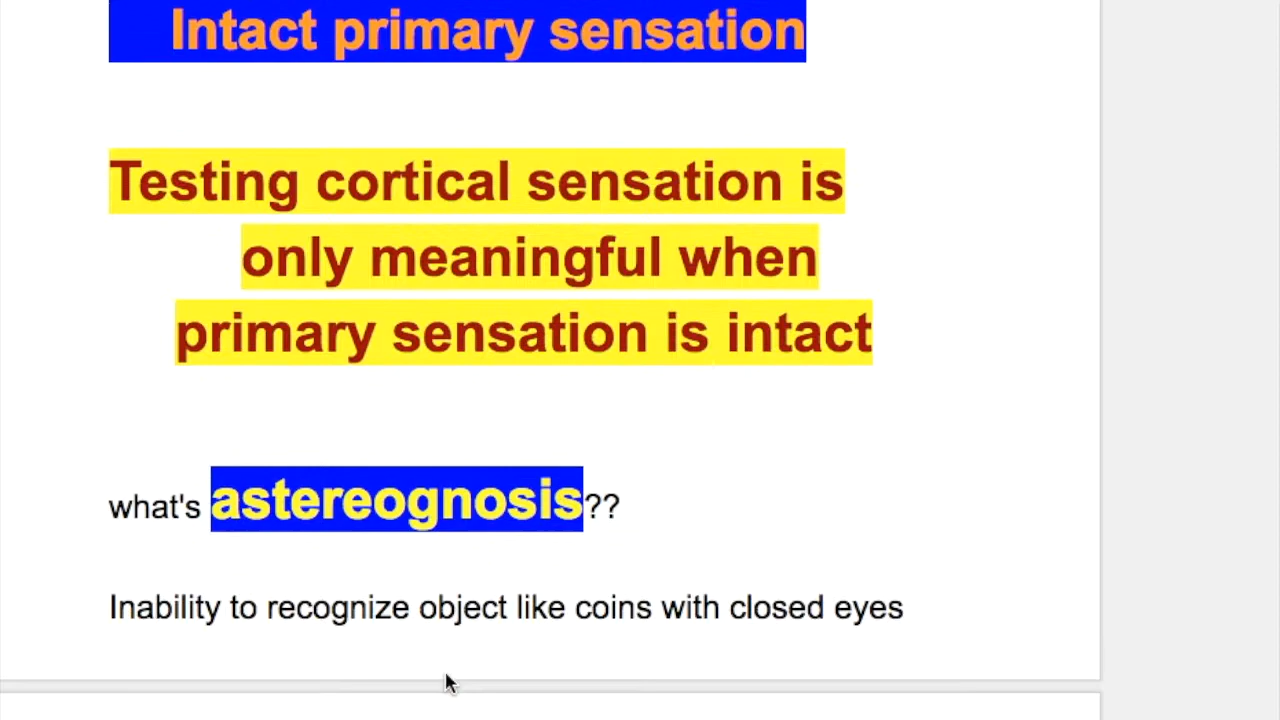 Intact primary sensation
Testing cortical sensation is
only meaningful when
primary sensation is intact
what's astereognosis??
Inability to recognize object like coins with closed eyes